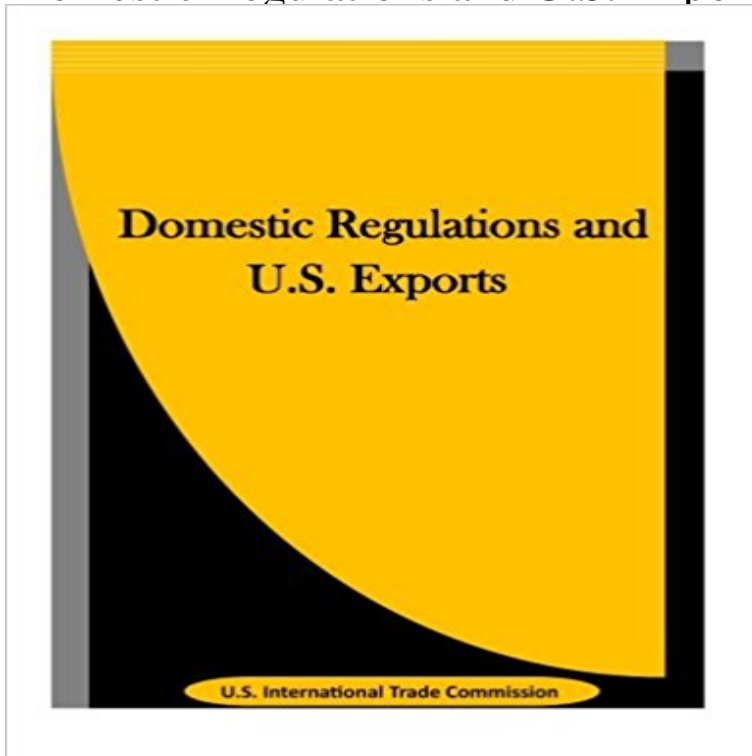 Domestic Regulations and
U.S. Exports
U.S. International Trade Commission